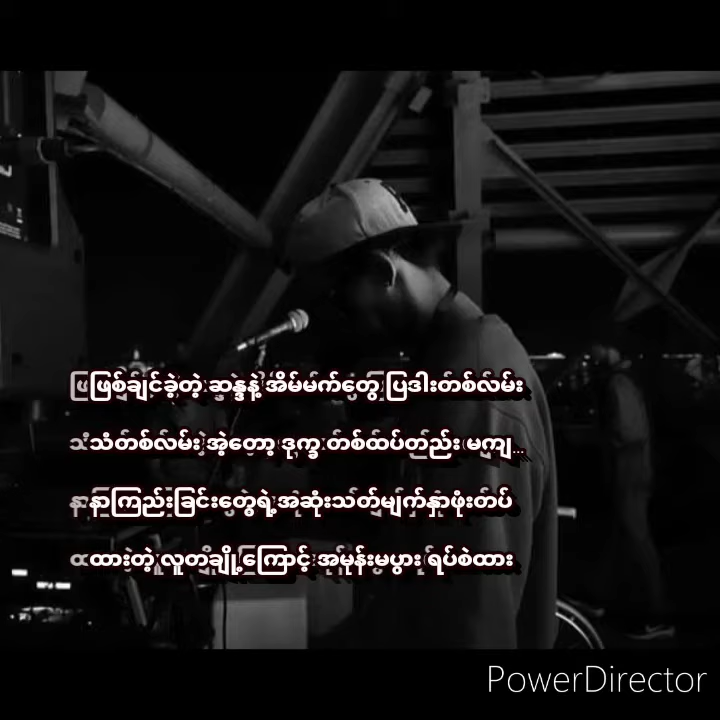 ဖြစ်ချင်ခဲ့တဲ့ ဆန္ဒနဲ့ အိမ်မက်တွေ ပြဒါးတစ်လမ်း
သံတစ်လမ်း အဲ့တော့ ဒုက္ခ တစ်ထပ်တည်း မကျ...
နာကြည်းခြင်းတွေရဲ့ အဆုံးသတ် မျက်နှာဖုံးတပ်
ထားတဲ့ လူတချို့ကြောင့် အမုန်းမပွား ရပ်စဲထား
PowerDirector